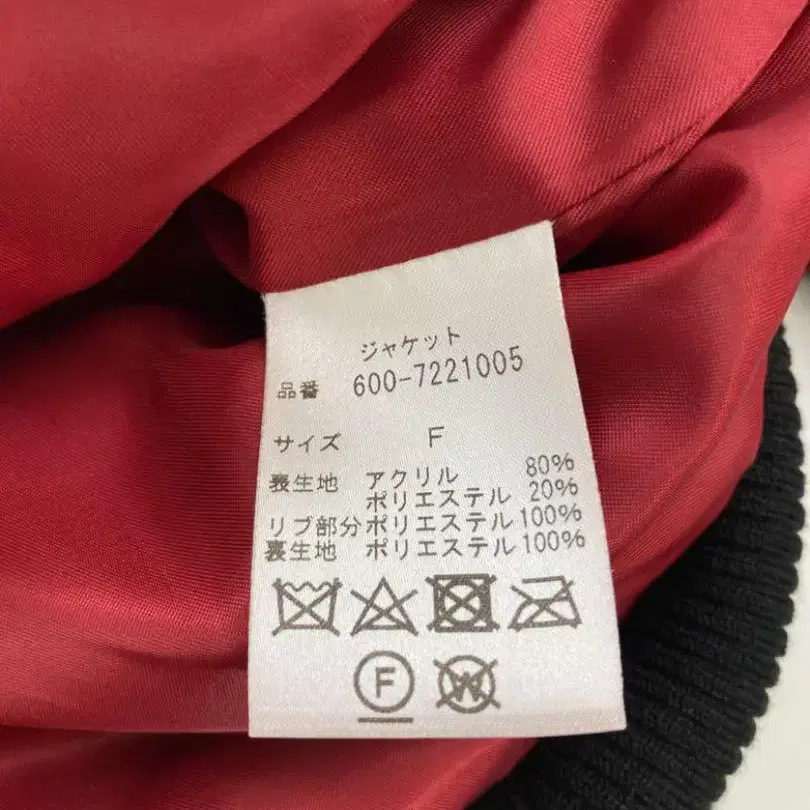 ジャケット
品番 600-7221005
サイズ F
表生地 アクリル 80%
ポリエステル 20%
リブ部分 ポリエステル 100%
裏生地 ポリエステル 100%
F W